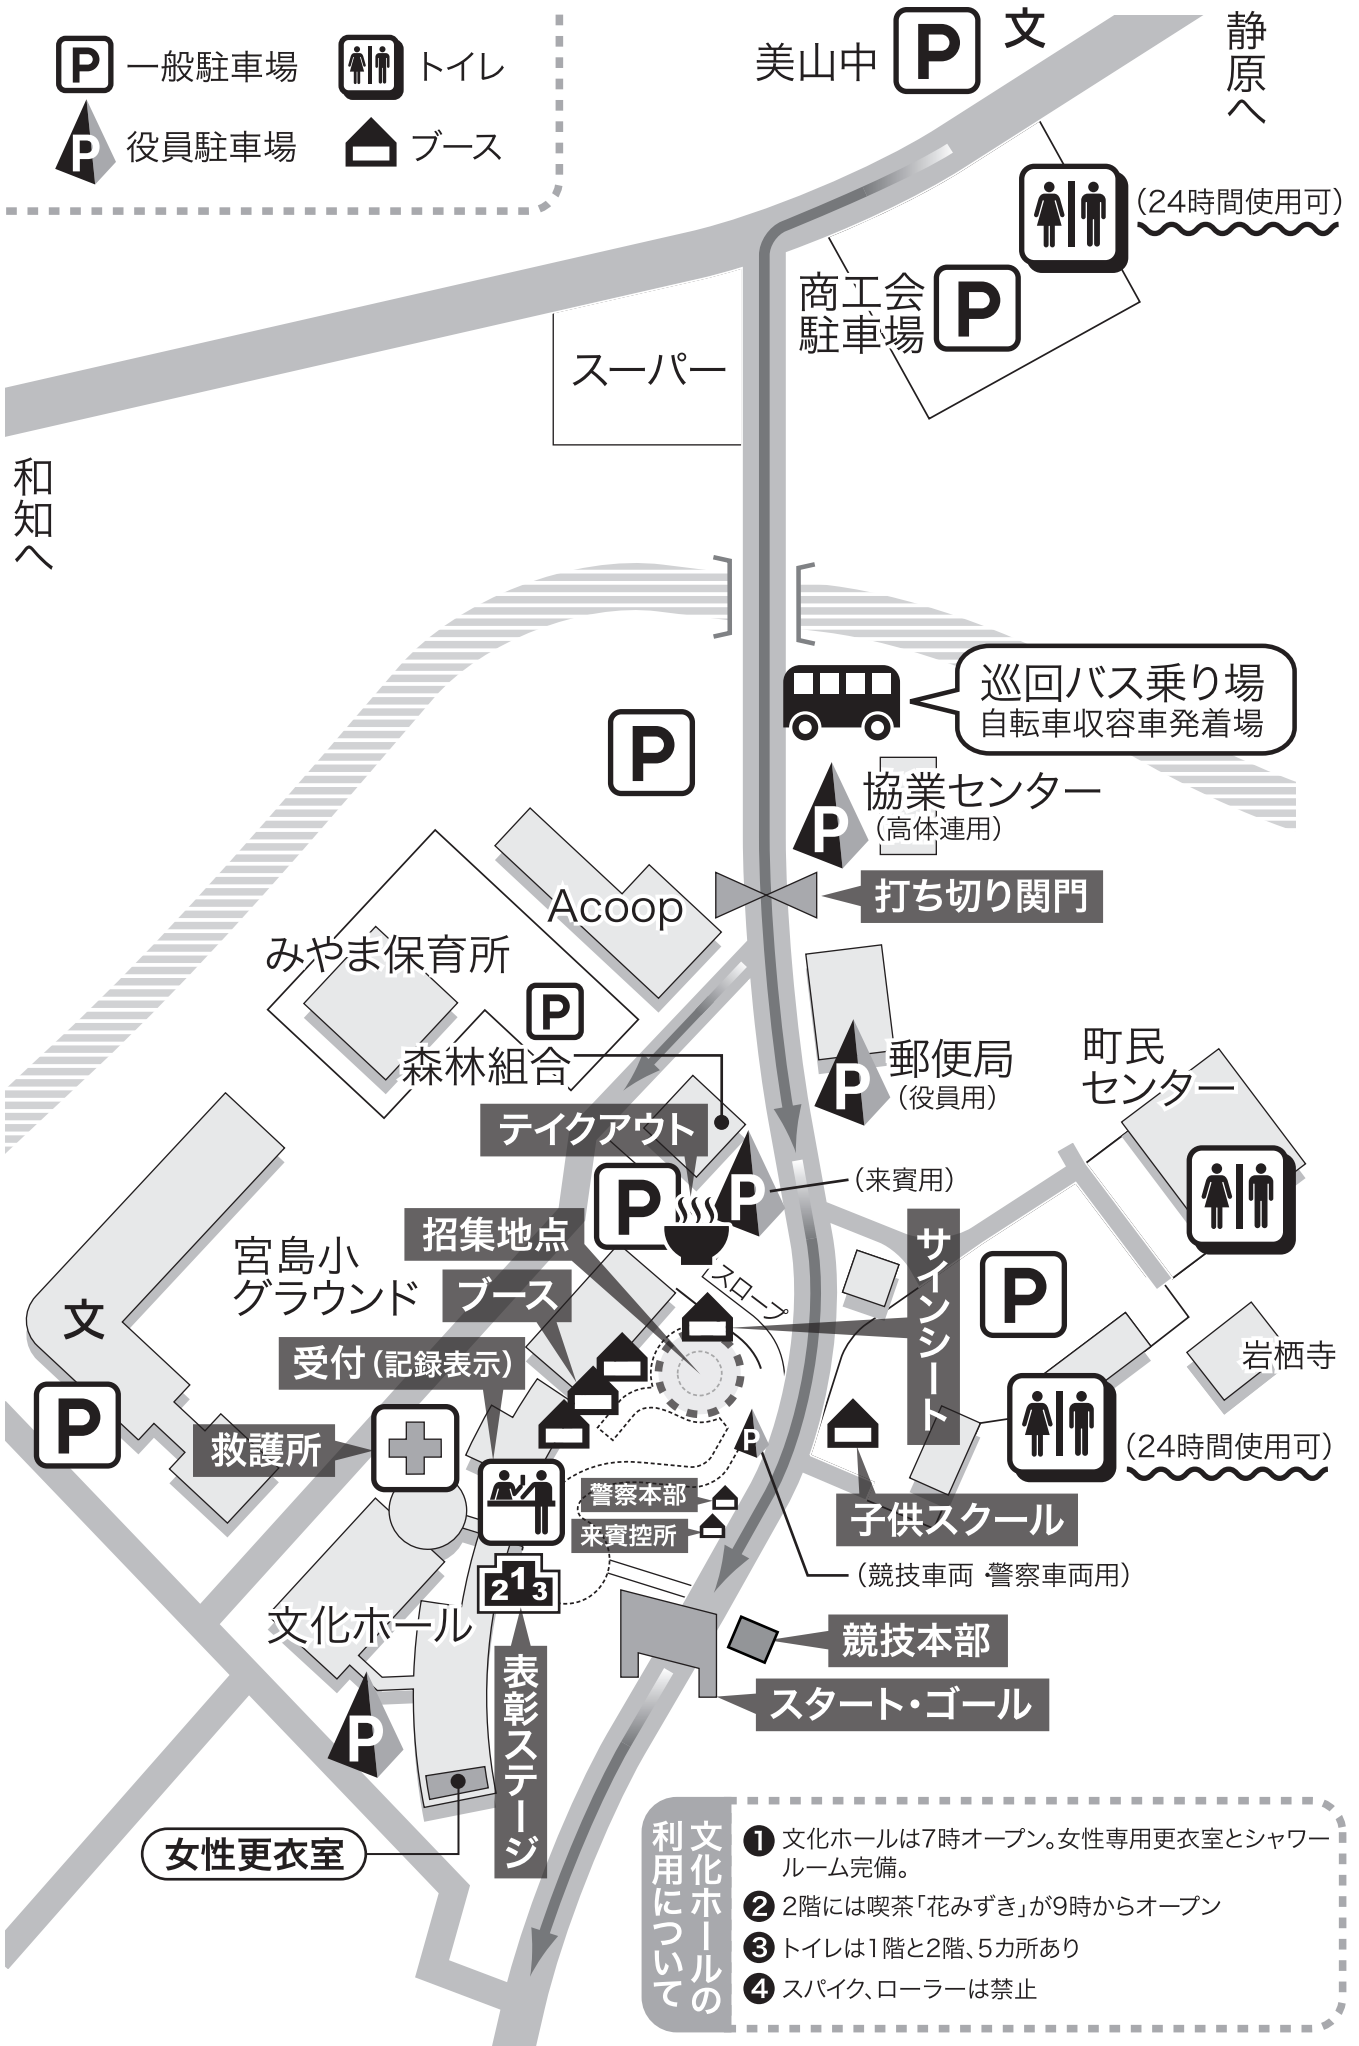 P 一般駐車場
トイレ
P 役員駐車場
ブース
美山中 P 文
静原へ
(24時間使用可)
商工会
駐車場
P
スーパー
和知へ
巡回バス乗り場
自転車収容車発着場
P
協業センター
(高体連用)
P
打ち切り関門
Acoop
みやま保育所
P
森林組合
郵便局
(役員用)
P
町民
センター
テイクアウト
P
P
(来賓用)
招集地点
サインシート
宮島小
グラウンド
ブース
スロープ
文
P
受付(記録表示)
岩栖寺
P
救護所
P
(24時間使用可)
警察本部
来賓控所
子供スクール
(競技車両・警察車両用)
213
文化ホール
競技本部
表彰ステージ
スタート・ゴール
P
女性更衣室
文化ホールの
利用について
1 文化ホールは7時オープン。女性専用更衣室とシャワー
ルーム完備。
2 2階には喫茶「花みずき」が9時からオープン
3 トイレは1階と2階、5カ所あり
4 スパイク、ローラーは禁止